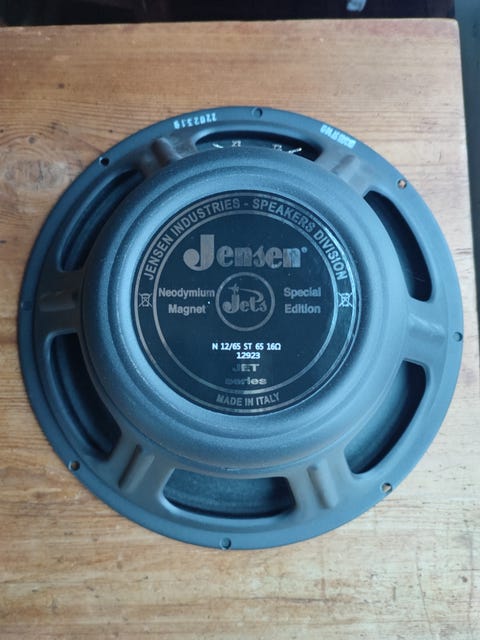 JENSEN INDUSTRIES - SPEAKERS DIVISION
Jensen®
Neodymium
Magnet
Jets
Special
Edition
N 12/65 ST 65 16Ω
12923
JET
series
MADE IN ITALY